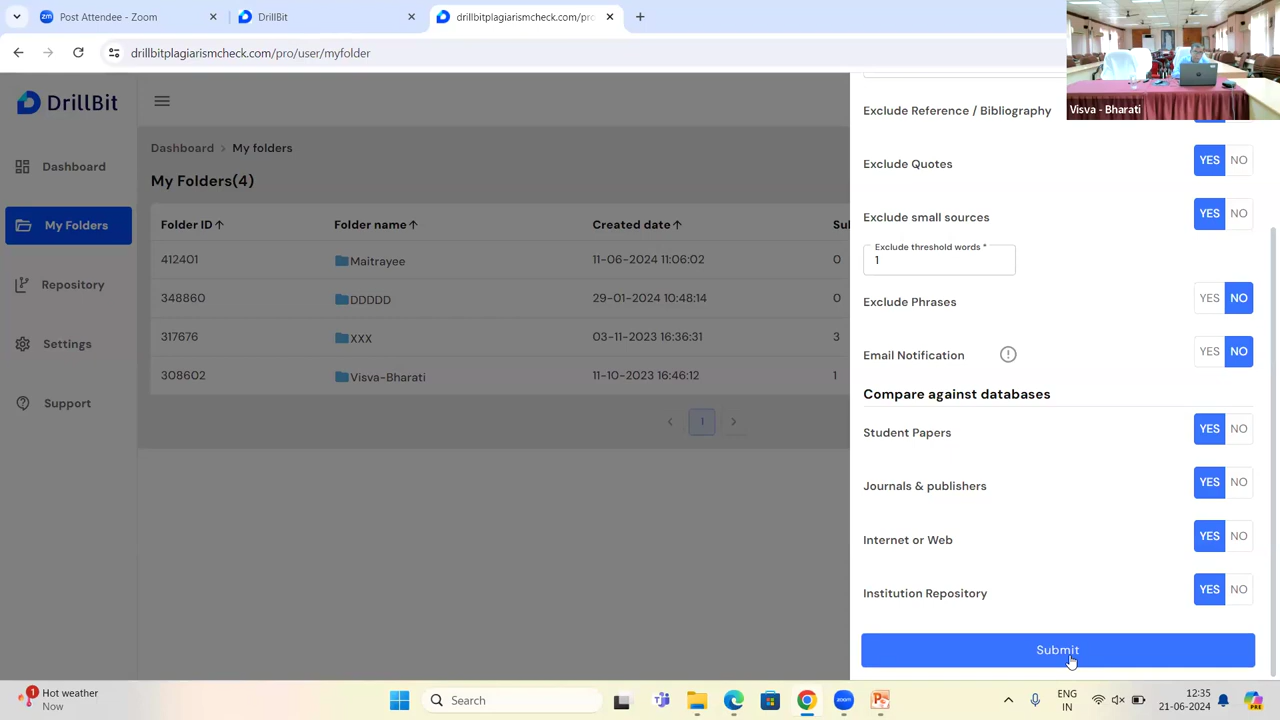 Post Attendee - Zoom
DrillBit
drillbitplagiarismcheck.com/pro
drillbitplagiarismcheck.com/pro/user/myfolder
Visva - Bharati
DrillBit
Dashboard
My Folders
Repository
Settings
Support
Dashboard > My folders
My Folders(4)
Folder ID↑ Folder name↑ Created date↑ Sul
412401 Maitrayee 11-06-2024 11:06:02 0
348860 DDDDD 29-01-2024 10:48:14 0
317676 XXX 03-11-2023 16:36:31 3
308602 Visva-Bharati 11-10-2023 16:46:12 1
1
Exclude Reference / Bibliography
Exclude Quotes YES NO
Exclude small sources YES NO
Exclude threshold words *
1
Exclude Phrases YES NO
Email Notification YES NO
Compare against databases
Student Papers YES NO
Journals & publishers YES NO
Internet or Web YES NO
Institution Repository YES NO
Submit
1 Hot weather
Now
Search
ENG
IN
12:35
21-06-2024
PRE